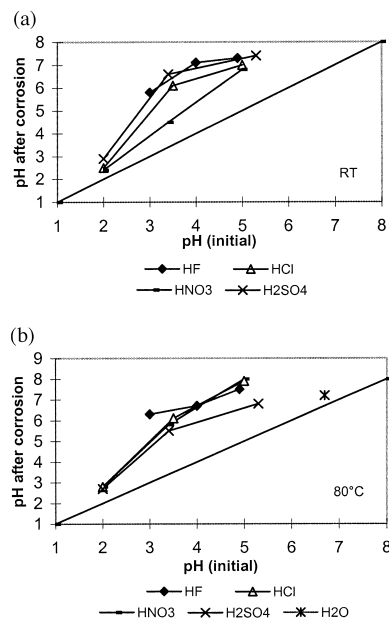 (a)
8
7
6
5
4
3
2
1
pH after corrosion
RT
1 2 3 4 5 6 7 8
pH (initial)
HF HCl
HNO3 H2SO4
(b)
9
8
7
6
5
4
3
2
1
pH after corrosion
80°C
1 2 3 4 5 6 7 8
pH (initial)
HF HCl
HNO3 H2SO4 H2O